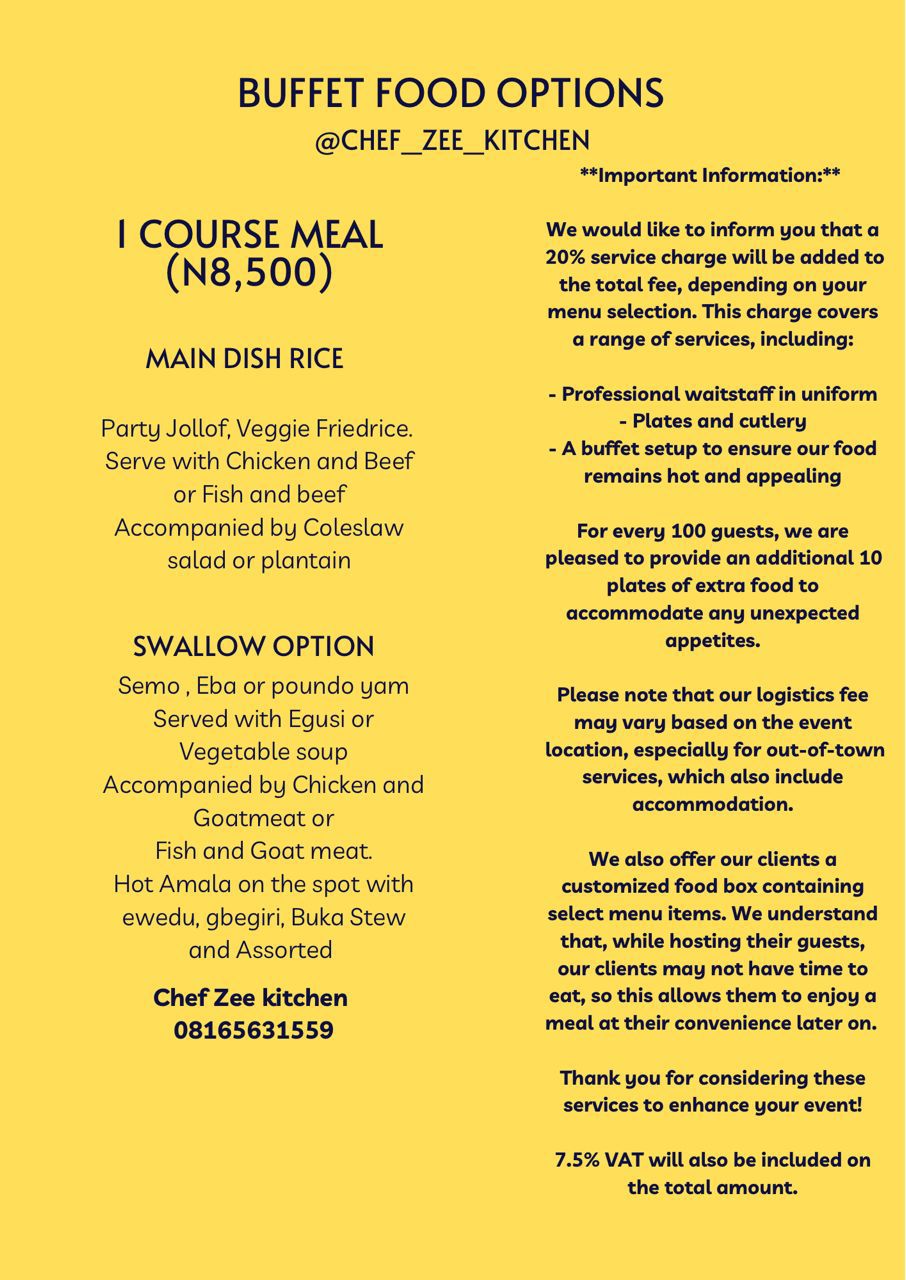 BUFFET FOOD OPTIONS
@CHEF_ZEE_KITCHEN
1 COURSE MEAL
(N8,500)
MAIN DISH RICE
Party Jollof, Veggie Friedrice.
Serve with Chicken and Beef
or Fish and beef
Accompanied by Coleslaw
salad or plantain
SWALLOW OPTION
Semo , Eba or poundo yam
Served with Egusi or
Vegetable soup
Accompanied by Chicken and
Goatmeat or
Fish and Goat meat.
Hot Amala on the spot with
ewedu, gbegiri, Buka Stew
and Assorted
Chef Zee kitchen
08165631559
**Important Information:**
We would like to inform you that a
20% service charge will be added to
the total fee, depending on your
menu selection. This charge covers
a range of services, including:
- Professional waitstaff in uniform
- Plates and cutlery
- A buffet setup to ensure our food
remains hot and appealing
For every 100 guests, we are
pleased to provide an additional 10
plates of extra food to
accommodate any unexpected
appetites.
Please note that our logistics fee
may vary based on the event
location, especially for out-of-town
services, which also include
accommodation.
We also offer our clients a
customized food box containing
select menu items. We understand
that, while hosting their guests,
our clients may not have time to
eat, so this allows them to enjoy a
meal at their convenience later on.
Thank you for considering these
services to enhance your event!
7.5% VAT will also be included on
the total amount.